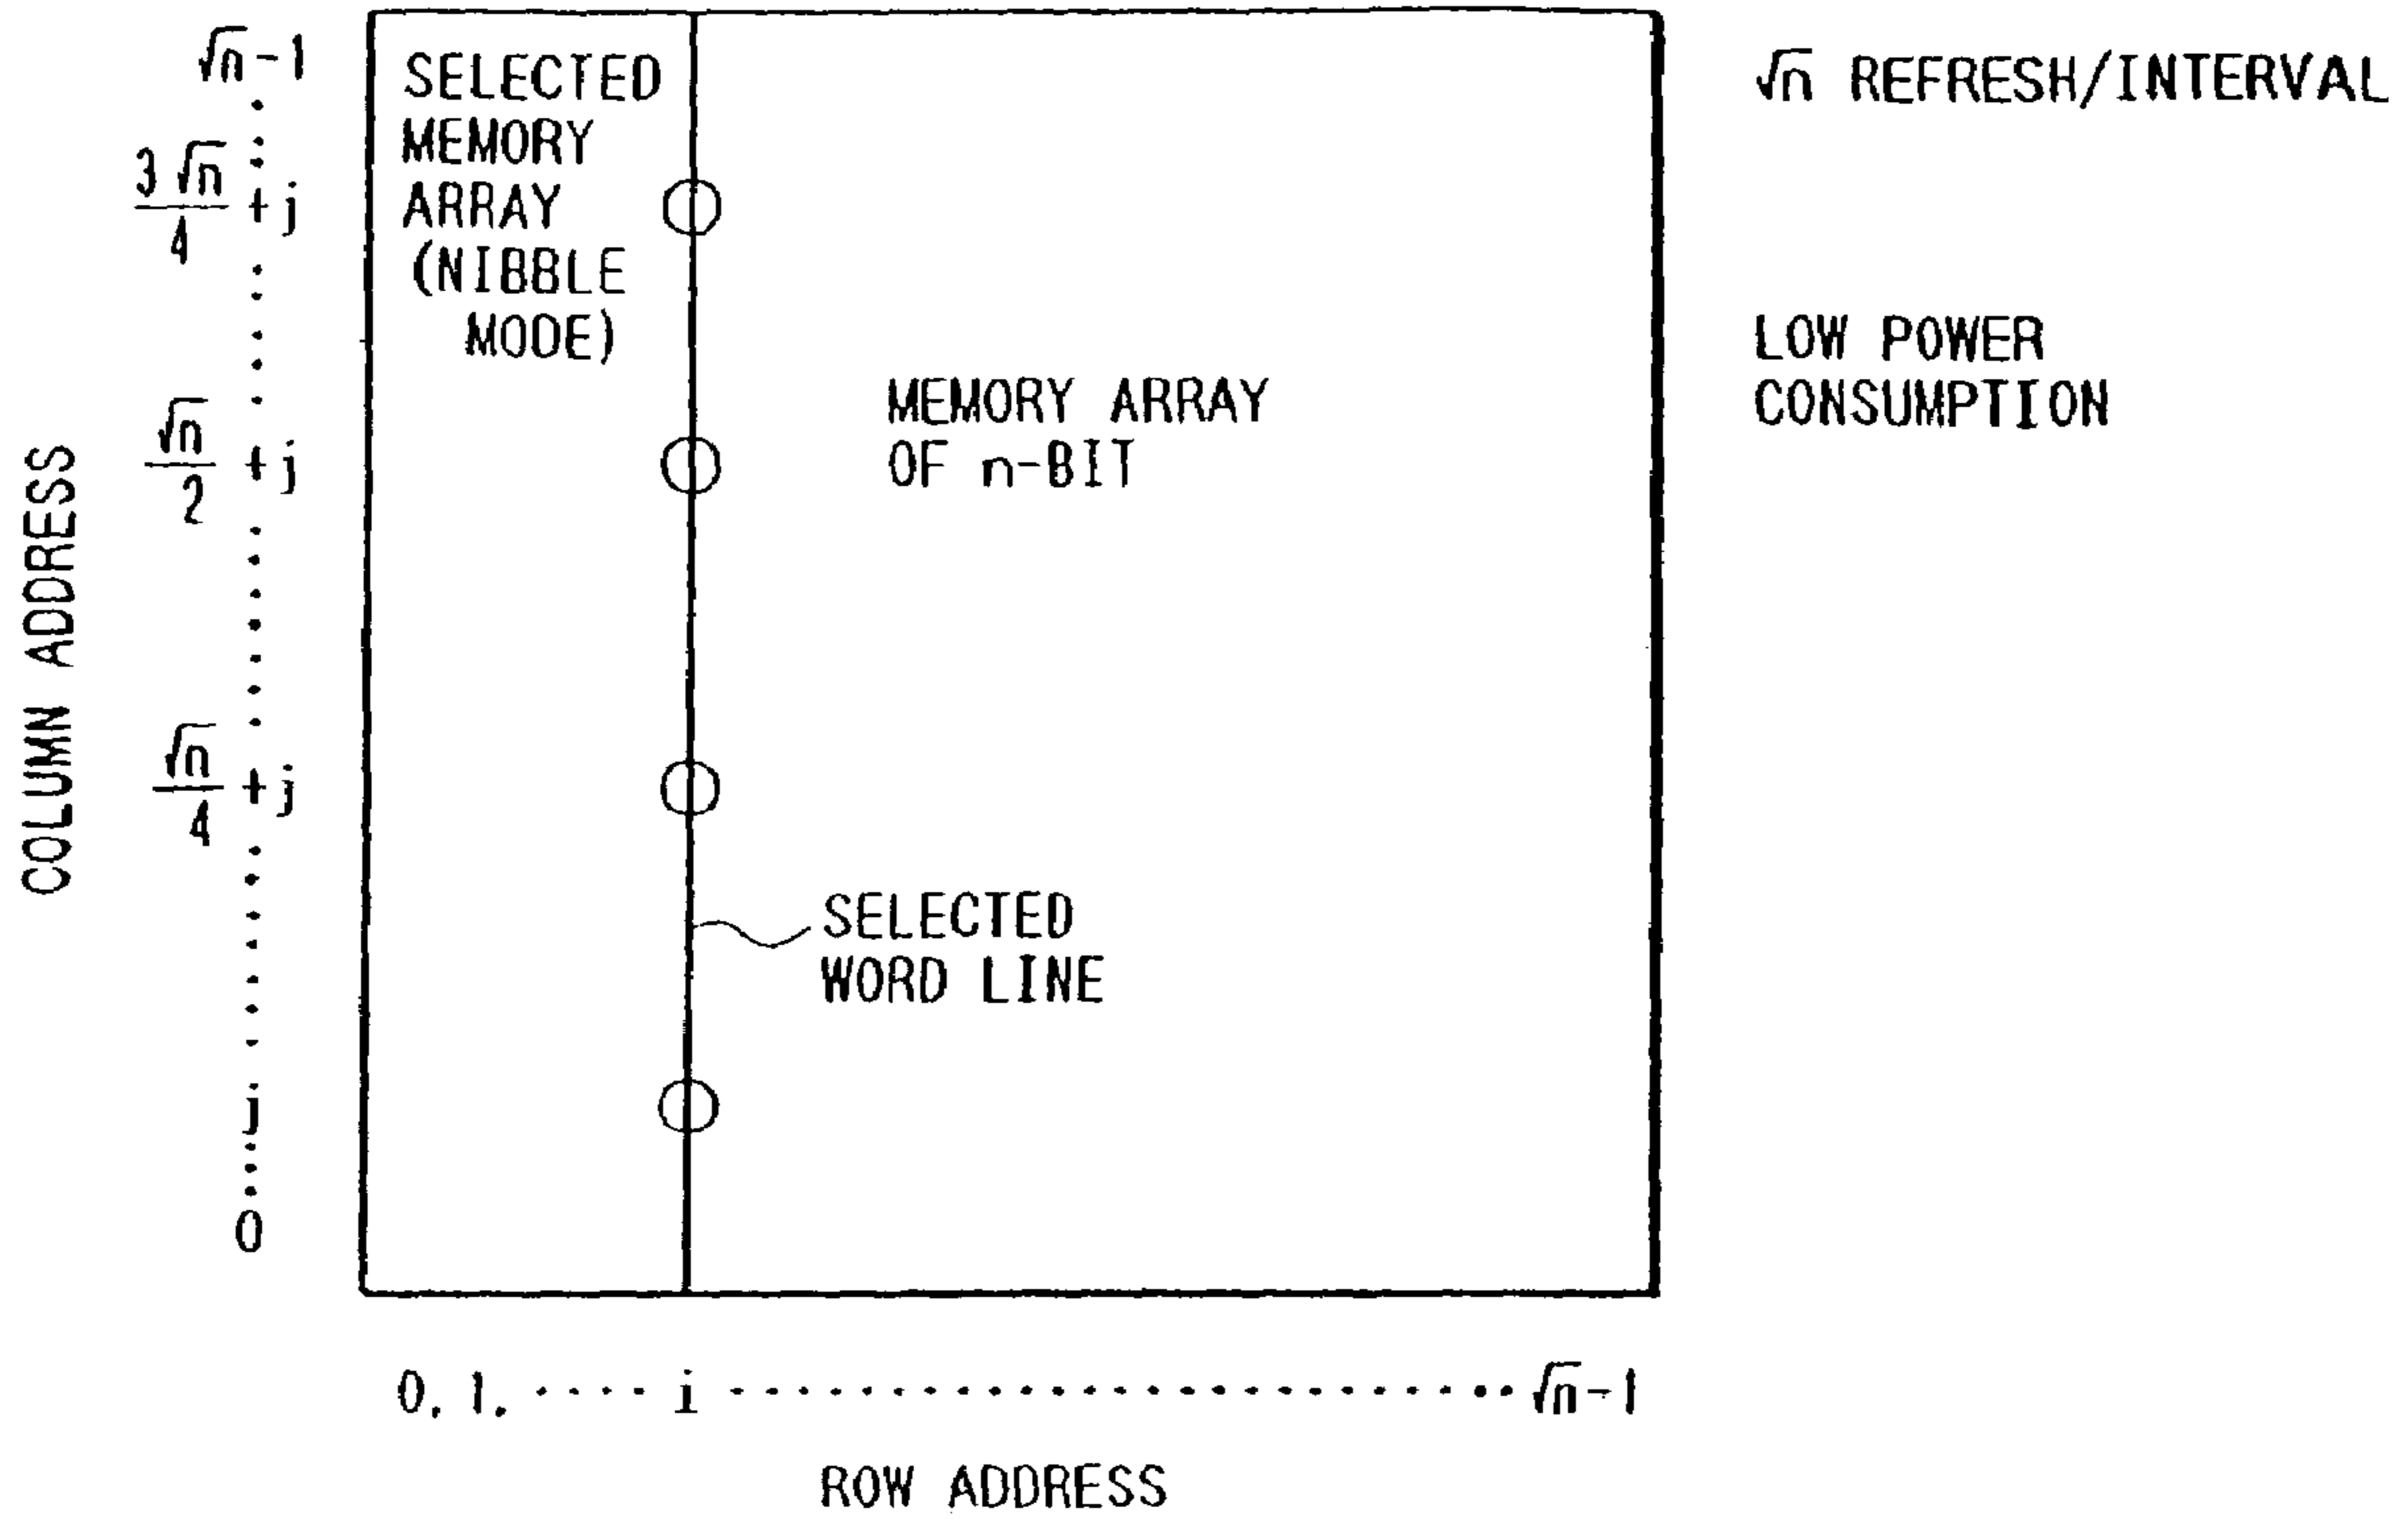 √n-1
3√n/4 +j
√n/2 +j
√n/4 +j
j
0
COLUMN ADDRESS
SELECTED
MEMORY
ARRAY
(NIBBLE
MODE)
MEMORY ARRAY
OF n-BIT
SELECTED
WORD LINE
√n REFRESH/INTERVAL
LOW POWER
CONSUMPTION
0, 1, ···· i ························· √n-1
ROW ADDRESS